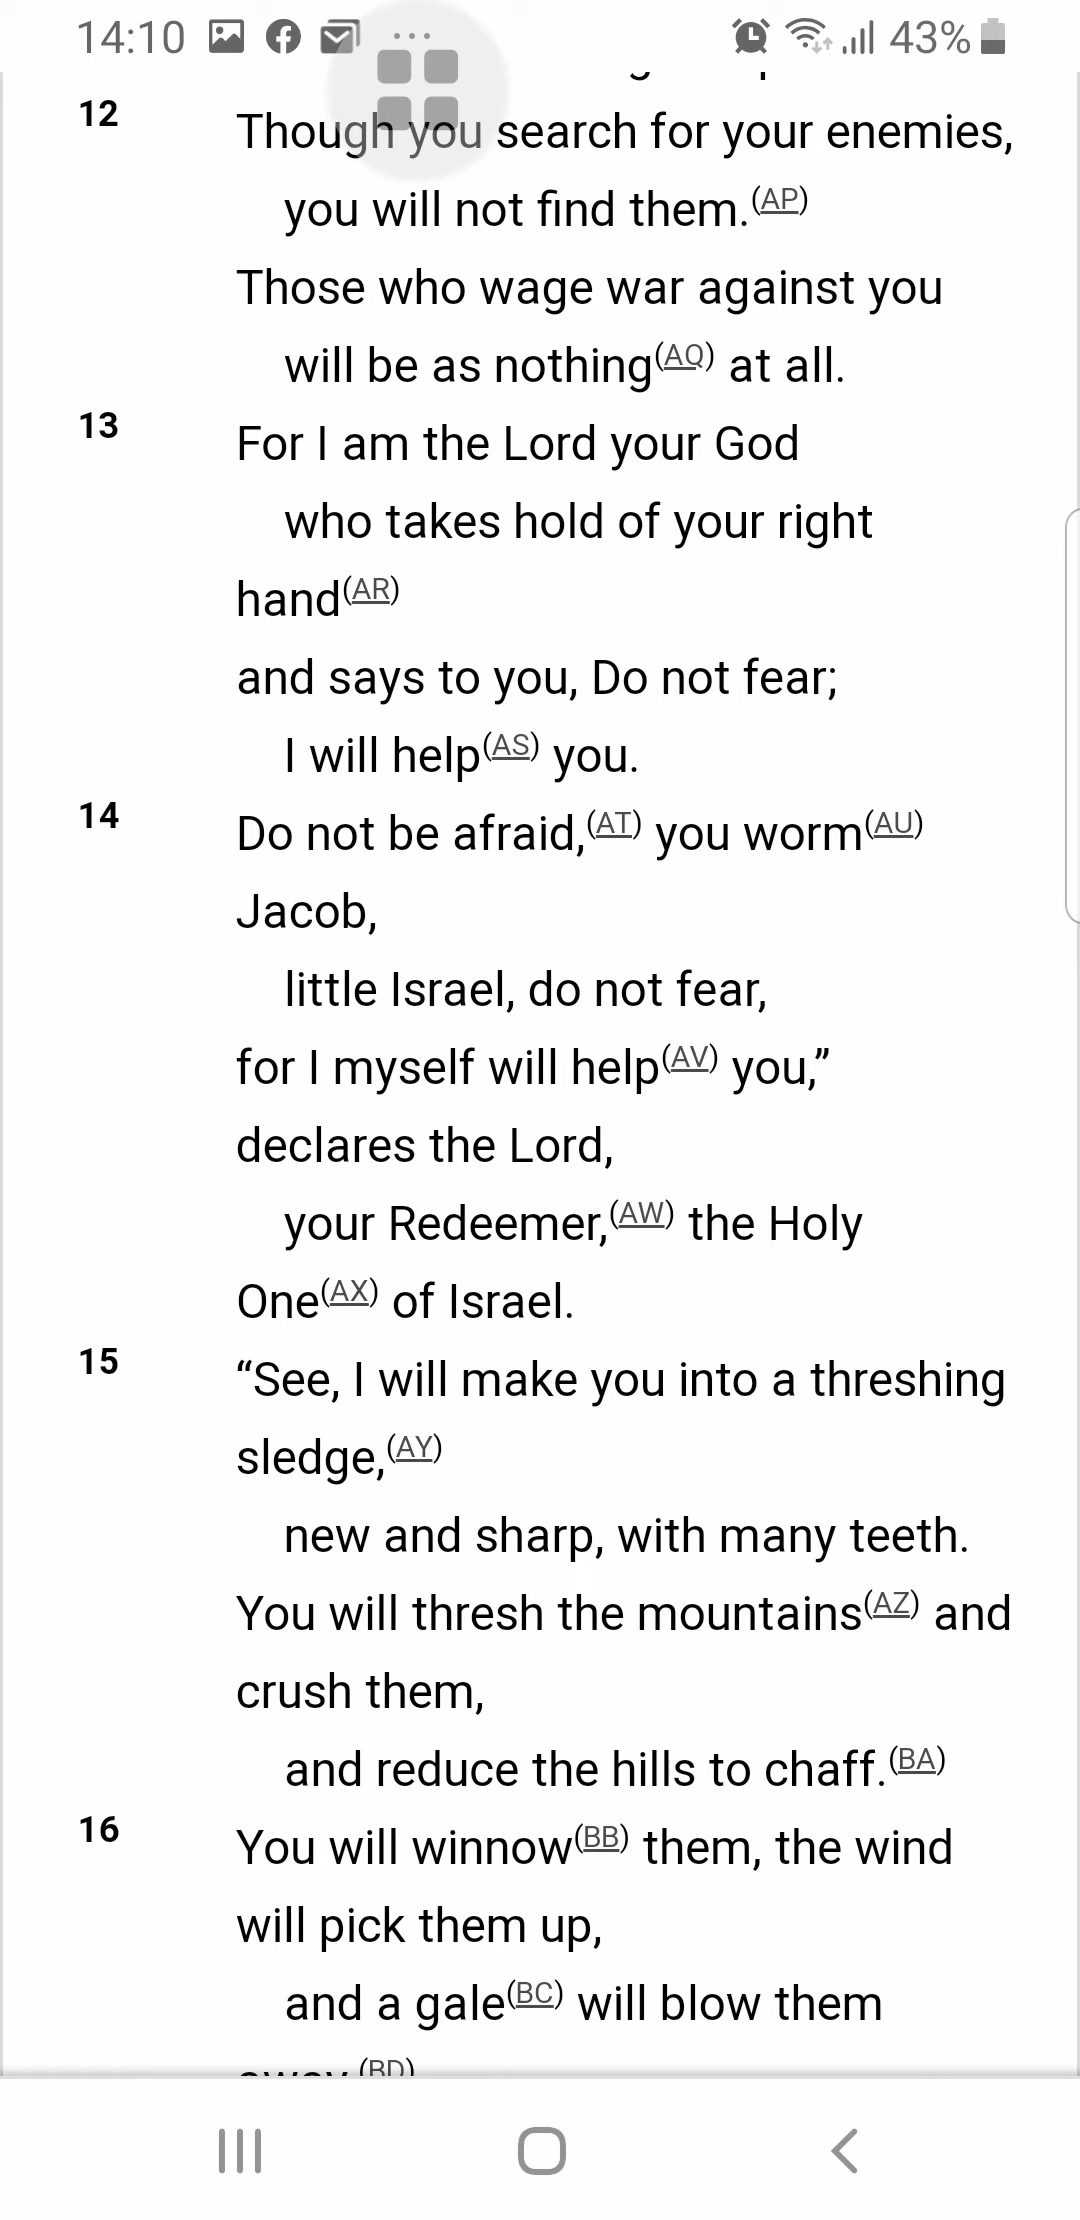 14:10
43%
12
Though you search for your enemies,
you will not find them.(AP)
Those who wage war against you
will be as nothing(AQ) at all.
13
For I am the Lord your God
who takes hold of your right
hand(AR)
and says to you, Do not fear;
I will help(AS) you.
14
Do not be afraid,(AT) you worm(AU)
Jacob,
little Israel, do not fear,
for I myself will help(AV) you,”
declares the Lord,
your Redeemer,(AW) the Holy
One(AX) of Israel.
15
“See, I will make you into a threshing
sledge,(AY)
new and sharp, with many teeth.
You will thresh the mountains(AZ) and
crush them,
and reduce the hills to chaff.(BA)
16
You will winnow(BB) them, the wind
will pick them up,
and a gale(BC) will blow them
(BD)